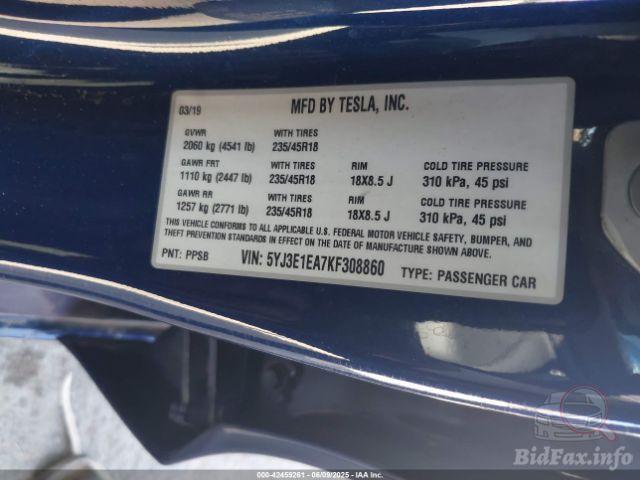 03/19 MFD BY TESLA, INC.
GVWR WITH TIRES
2060 kg (4541 lb) 235/45R18
GAWR FRT WITH TIRES RIM COLD TIRE PRESSURE
1110 kg (2447 lb) 235/45R18 18X8.5 J 310 kPa, 45 psi
GAWR RR WITH TIRES RIM COLD TIRE PRESSURE
1257 kg (2771 lb) 235/45R18 18X8.5 J 310 kPa, 45 psi
THIS VEHICLE CONFORMS TO ALL APPLICABLE U.S. FEDERAL MOTOR VEHICLE SAFETY, BUMPER, AND
THEFT PREVENTION STANDARDS IN EFFECT ON THE DATE OF MANUFACTURE SHOWN ABOVE.
PNT: PPSB VIN: 5YJ3E1EA7KF308860 TYPE: PASSENGER CAR
BidFax.info
000-42459261 - 06/09/2025 - IAA Inc.